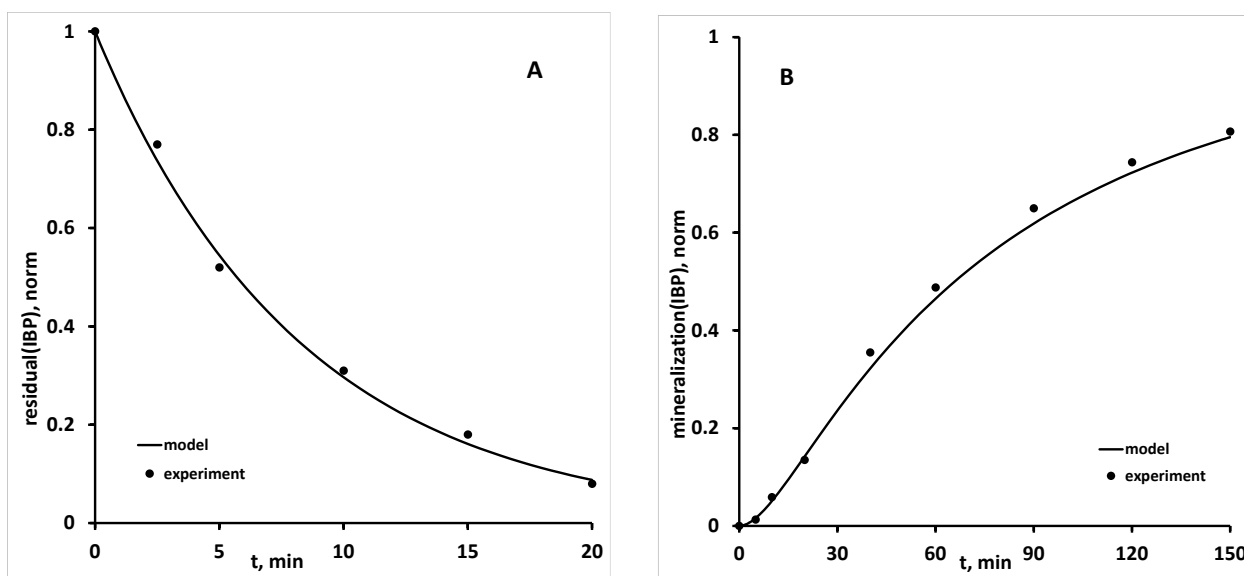 A
residual(IBP), norm
1
0.8
0.6
0.4
0.2
0
model
experiment
0 5 10 15 20
t, min
B
mineralization(IBP), norm
1
0.8
0.6
0.4
0.2
0
model
experiment
0 30 60 90 120 150
t, min